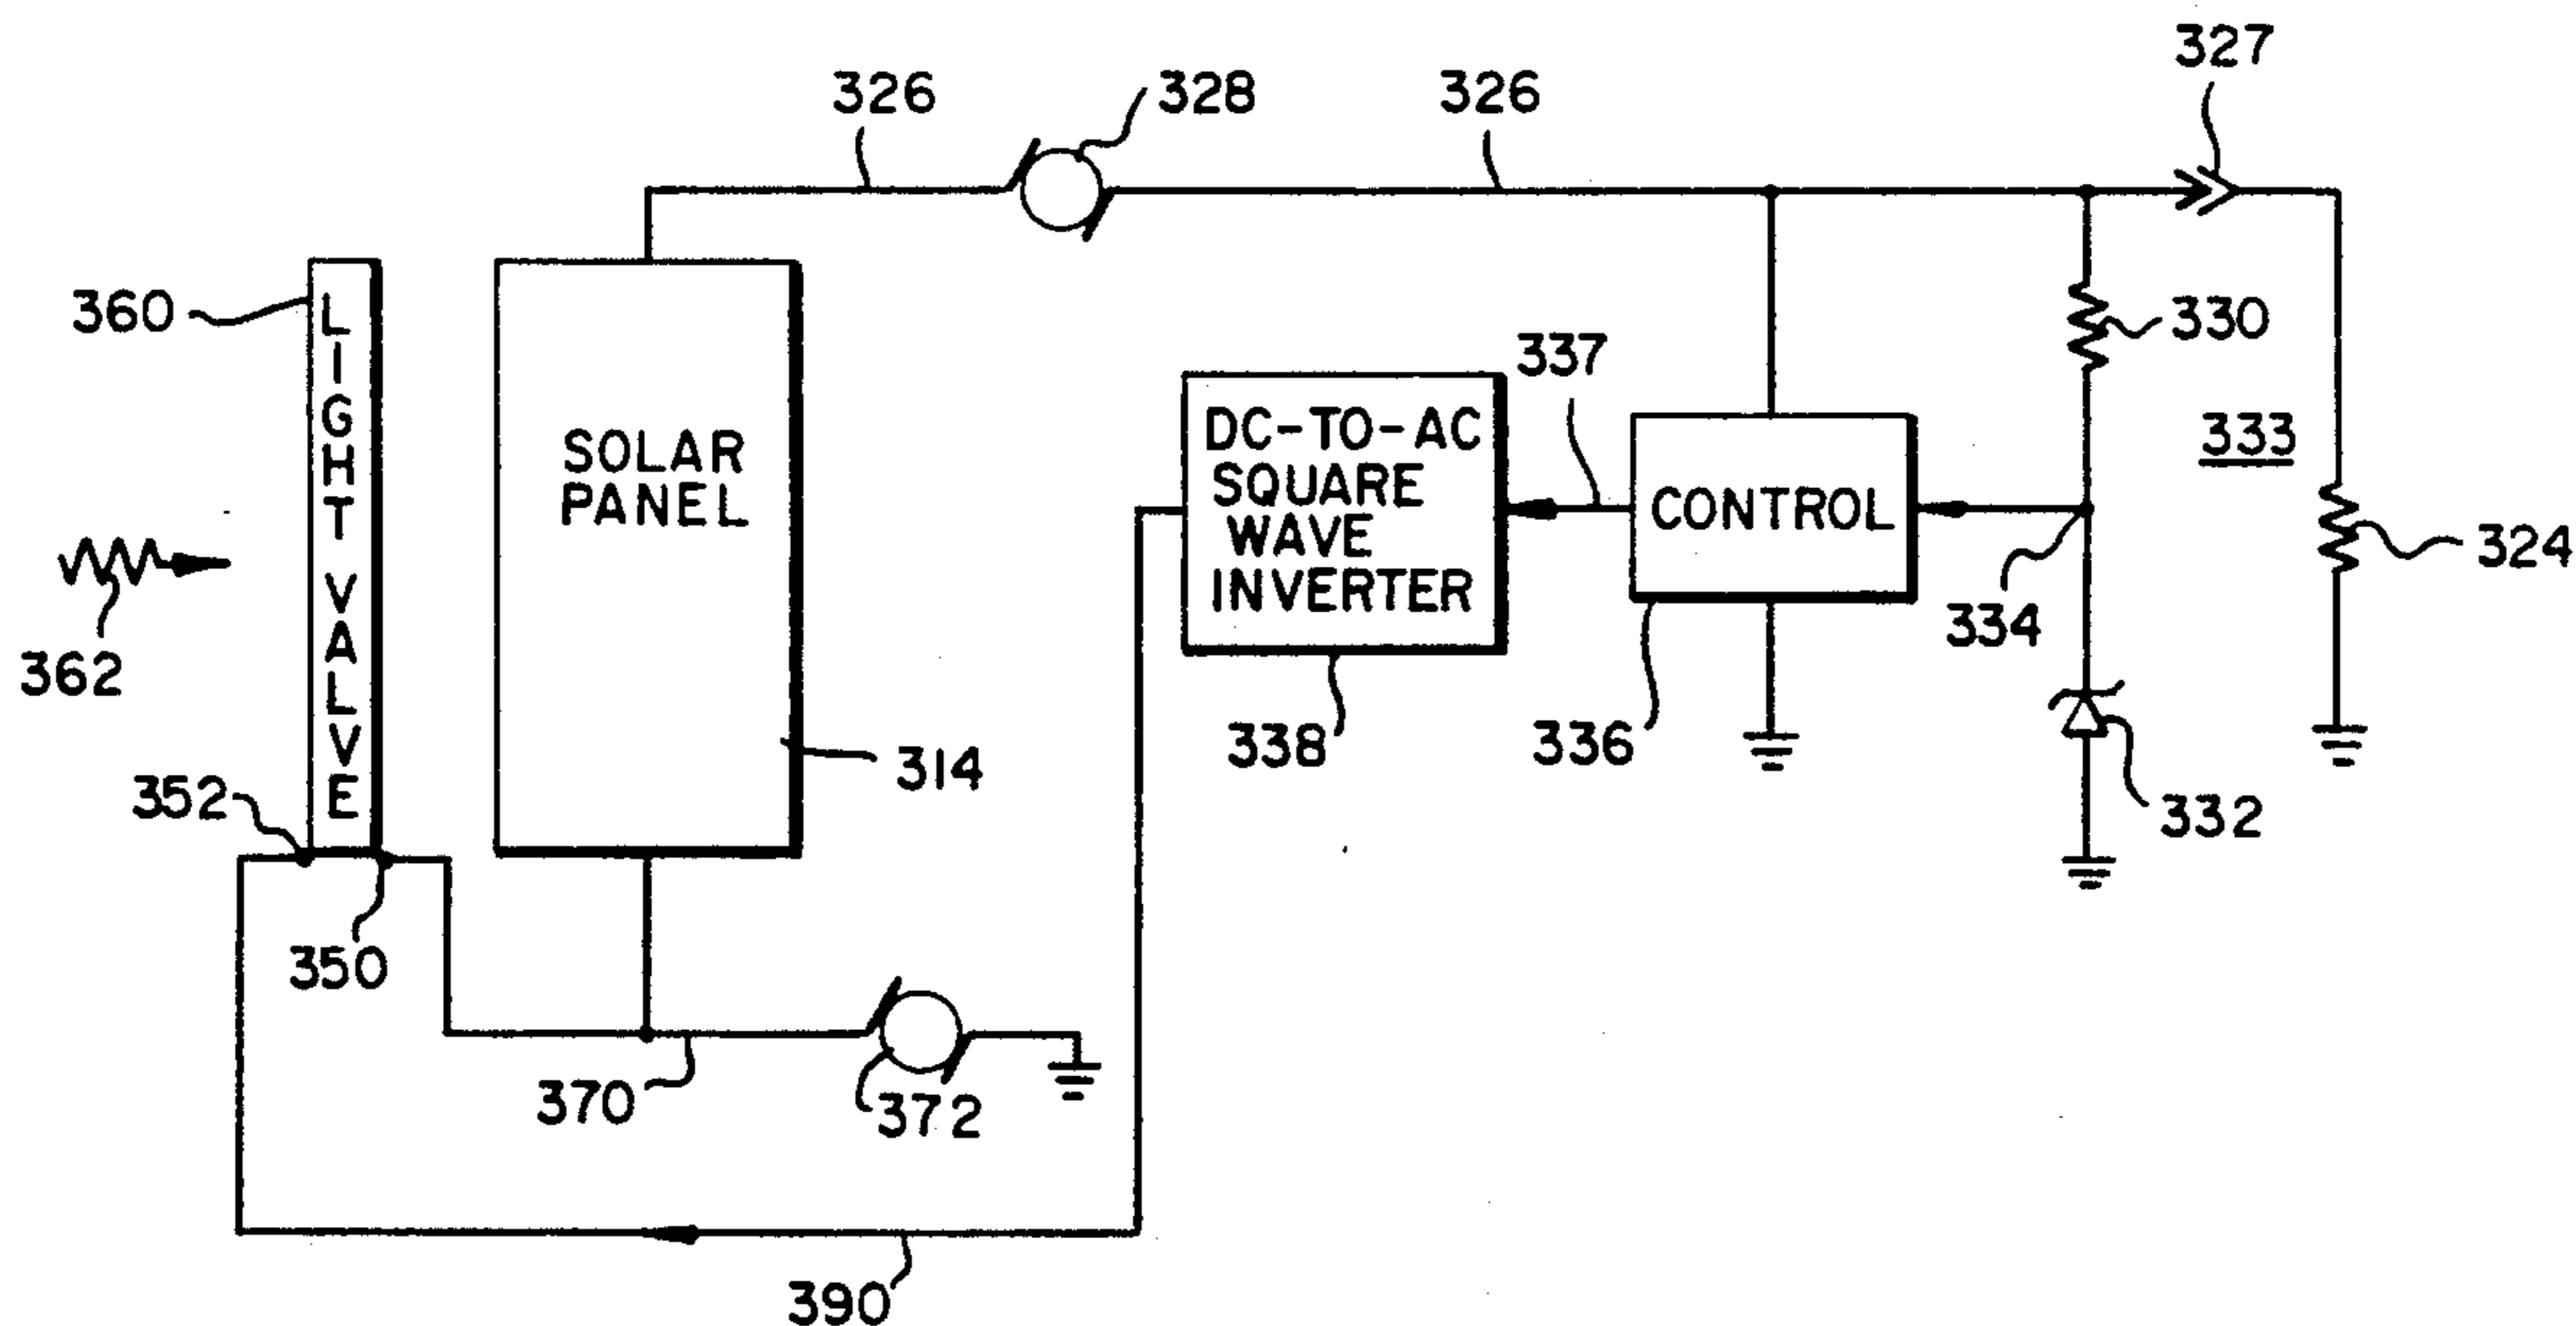 327
326
328
326
360
LIGHT VALVE
SOLAR
PANEL
330
337
333
DC-TO-AC
SQUARE
WAVE
INVERTER
CONTROL
324
362
334
338
336
314
352
332
350
370
372
390